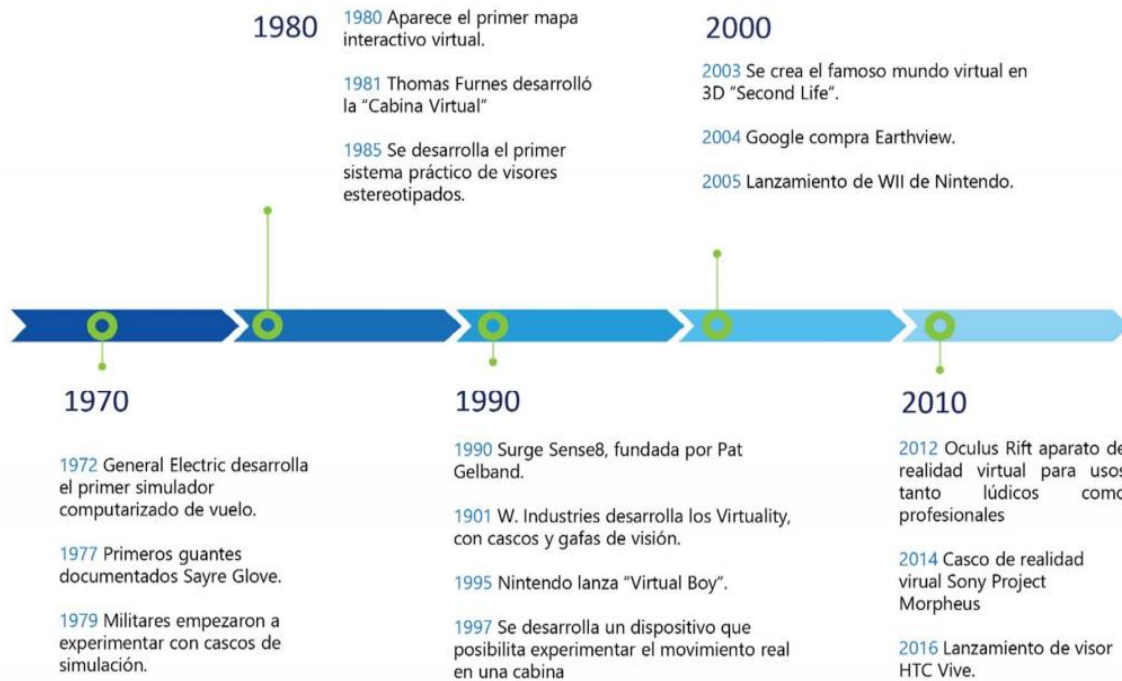 1980
1980 Aparece el primer mapa
interactivo virtual.
1981 Thomas Furnes desarrolló
la "Cabina Virtual"
1985 Se desarrolla el primer
sistema práctico de visores
estereotipados.
2000
2003 Se crea el famoso mundo virtual en
3D "Second Life".
2004 Google compra Earthview.
2005 Lanzamiento de WII de Nintendo.
1970
1972 General Electric desarrolla
el primer simulador
computarizado de vuelo.
1977 Primeros guantes
documentados Sayre Glove.
1979 Militares empezaron a
experimentar con cascos de
simulación.
1990
1990 Surge Sense8, fundada por Pat
Gelband.
1901 W. Industries desarrolla los Virtuality,
con cascos y gafas de visión.
1995 Nintendo lanza "Virtual Boy".
1997 Se desarrolla un dispositivo que
posibilita experimentar el movimiento real
en una cabina
2010
2012 Oculus Rift aparato de
realidad virtual para usos
tanto lúdicos como
profesionales
2014 Casco de realidad
virual Sony Project
Morpheus
2016 Lanzamiento de visor
HTC Vive.